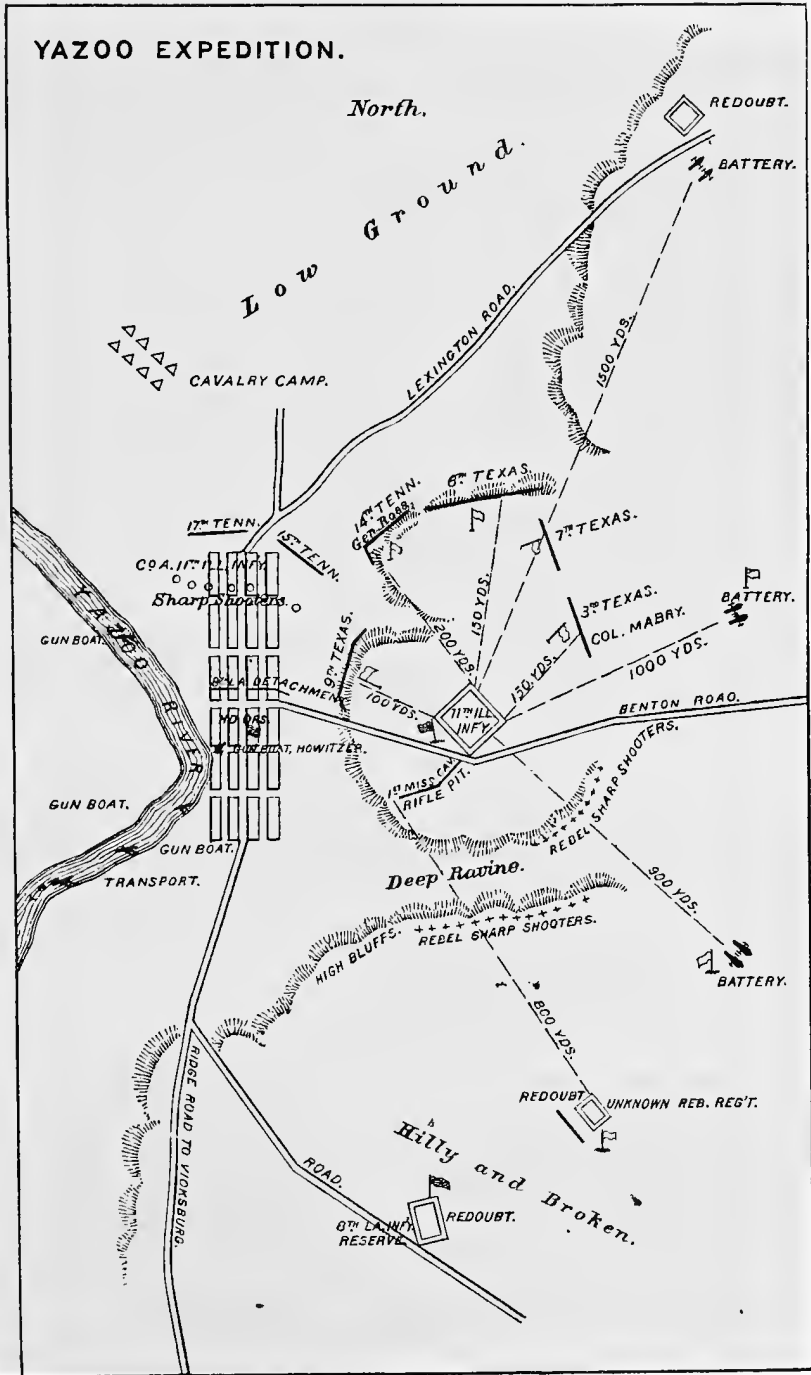 YAZOO EXPEDITION.
North.
Low Ground.
REDOUBT.
BATTERY.
LEXINGTON ROAD.
1500 YDS.
CAVALRY CAMP.
17TH TENN.
15TH TENN.
14TH TENN.
Gen. Ross.
6TH TEXAS.
7TH TEXAS.
3RD TEXAS.
COL. MABRY.
BATTERY.
CO A. 11TH ILL. INFY.
Sharp Shooters.
YAZOO RIVER
GUN BOAT.
9TH TEXAS.
200 YDS.
150 YDS.
150 YDS.
1000 YDS.
8TH LA. DETACHMENT
100 YDS.
11TH ILL.
INFY.
BENTON ROAD.
HD QRS.
GUN BOAT, HOWITZER.
1ST MISS. CAV.
RIFLE PIT.
REBEL SHARP SHOOTERS.
GUN BOAT.
GUN BOAT.
TRANSPORT.
Deep Ravine.
900 YDS.
HIGH BLUFFS.
REBEL SHARP SHOOTERS.
BATTERY.
800 YDS.
RIDGE ROAD TO VICKSBURG.
REDOUBT
UNKNOWN REB. REG'T.
Hilly and Broken.
ROAD.
8TH LA. INFY.
RESERVE.
REDOUBT.